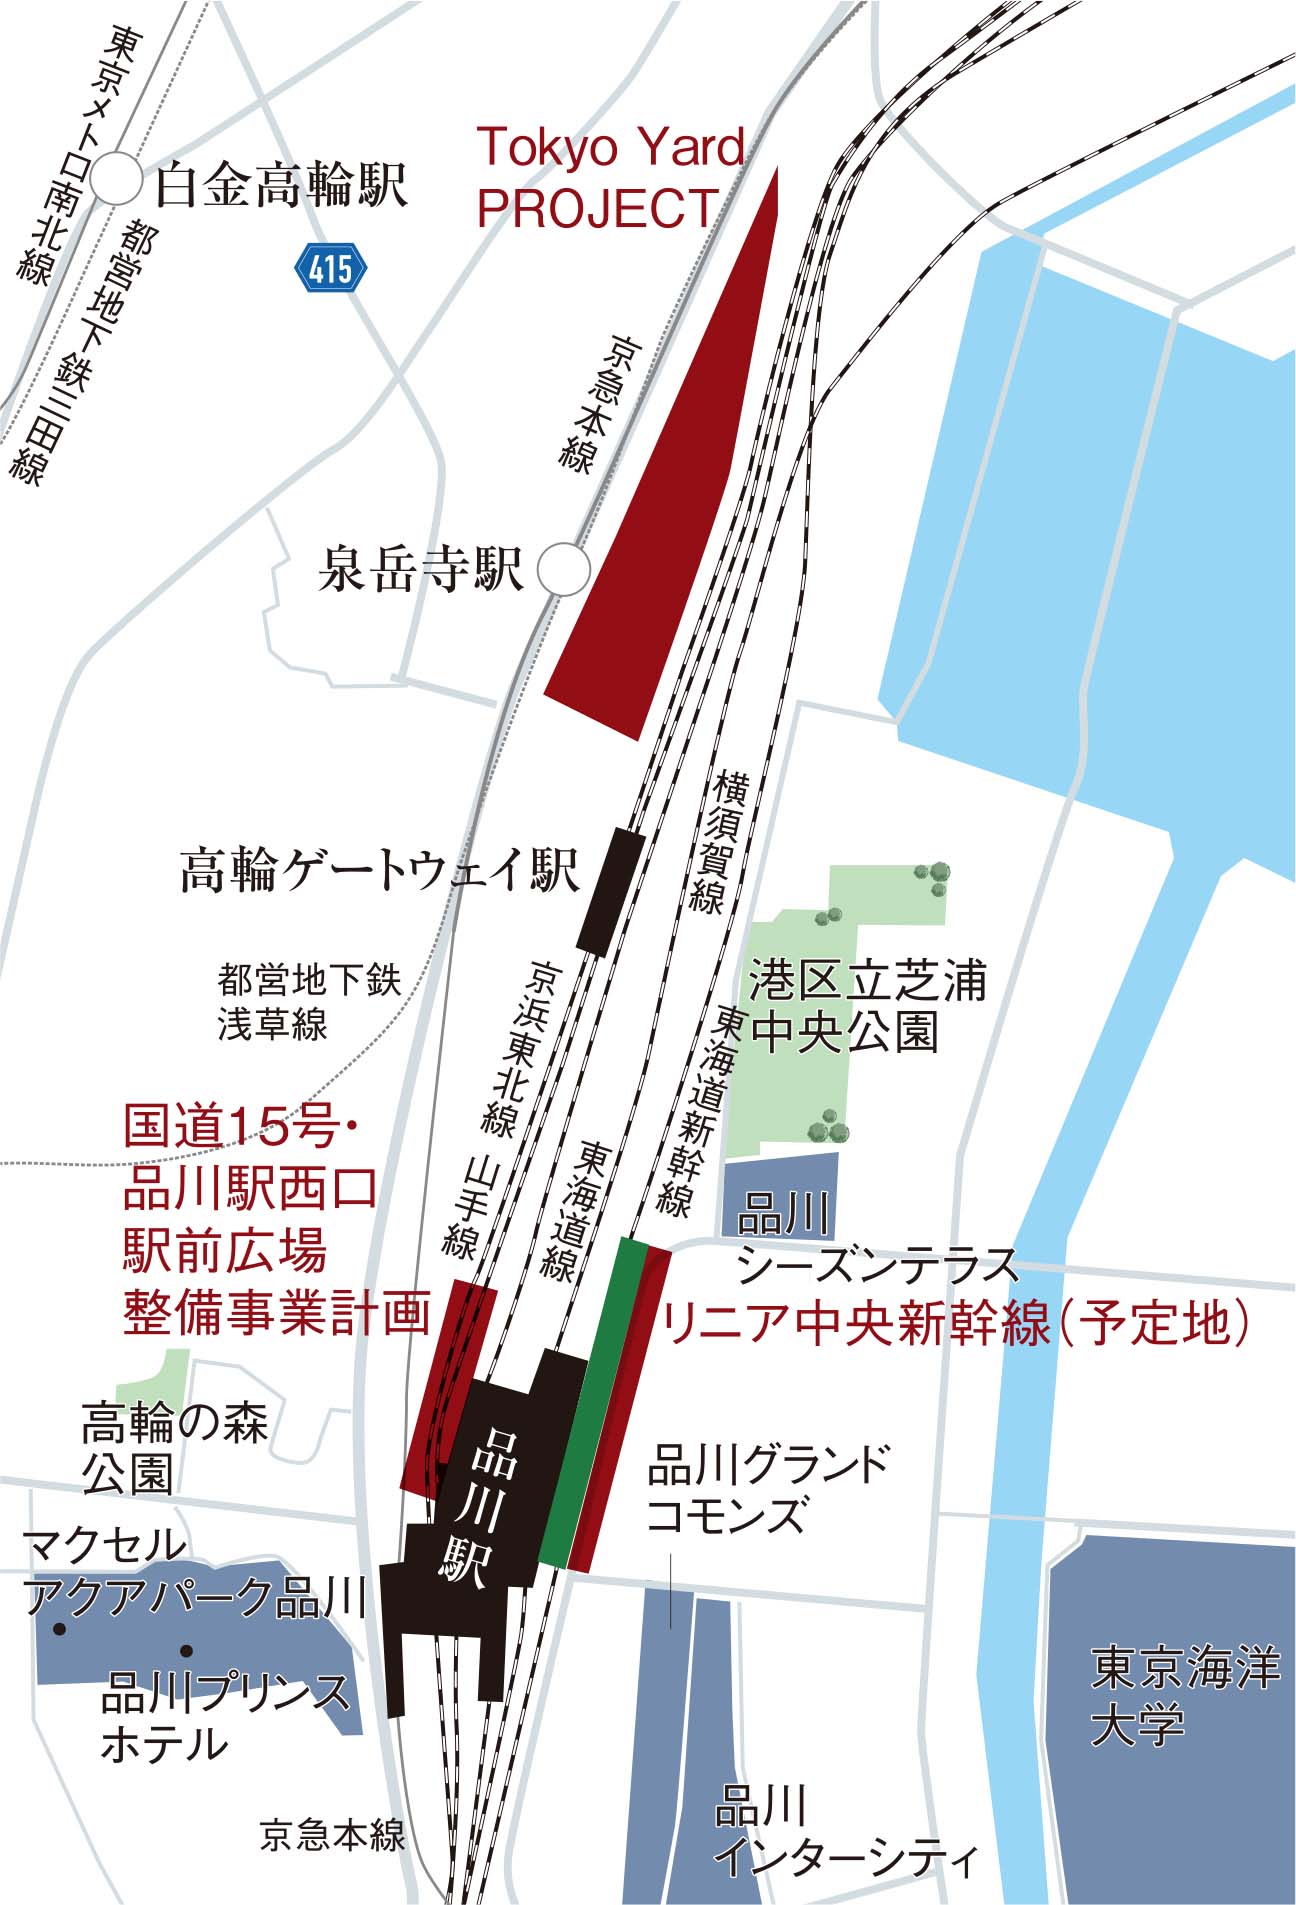 東京メトロ南北線
白金高輪駅
都営地下鉄三田線
415
Tokyo Yard
PROJECT
京急本線
泉岳寺駅
高輪ゲートウェイ駅
横須賀線
都営地下鉄
浅草線
京浜東北線
山手線
東海道線
東海道新幹線
港区立芝浦
中央公園
国道15号・
品川駅西口
駅前広場
整備事業計画
品川
シーズンテラス
リニア中央新幹線（予定地）
高輪の森
公園
品川駅
品川グランド
コモンズ
マクセル
アクアパーク品川
品川プリンス
ホテル
東京海洋
大学
京急本線
品川
インターシティ